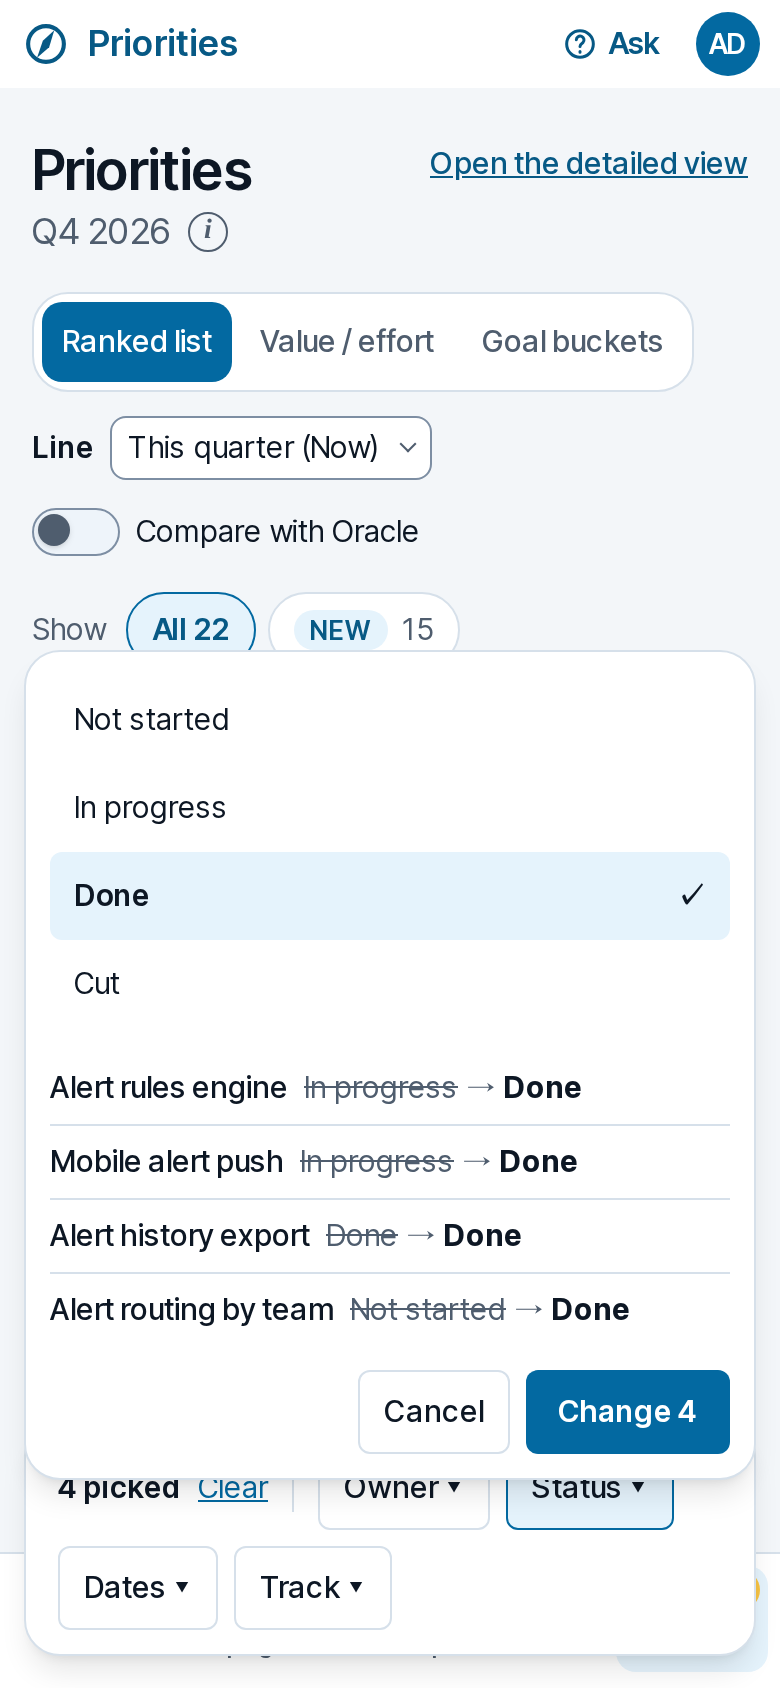 Priorities
Ask
AD
Priorities
Open the detailed view
Q4 2026 i
Ranked list
Value / effort
Goal buckets
Line
This quarter (Now)
Compare with Oracle
Show
All 22
NEW 15
Not started
In progress
Done ✓
Cut
Alert rules engine In progress → Done
Mobile alert push In progress → Done
Alert history export Done → Done
Alert routing by team Not started → Done
Cancel
Change 4
4 picked Clear
Owner ▾
Status ▾
Dates ▾
Track ▾